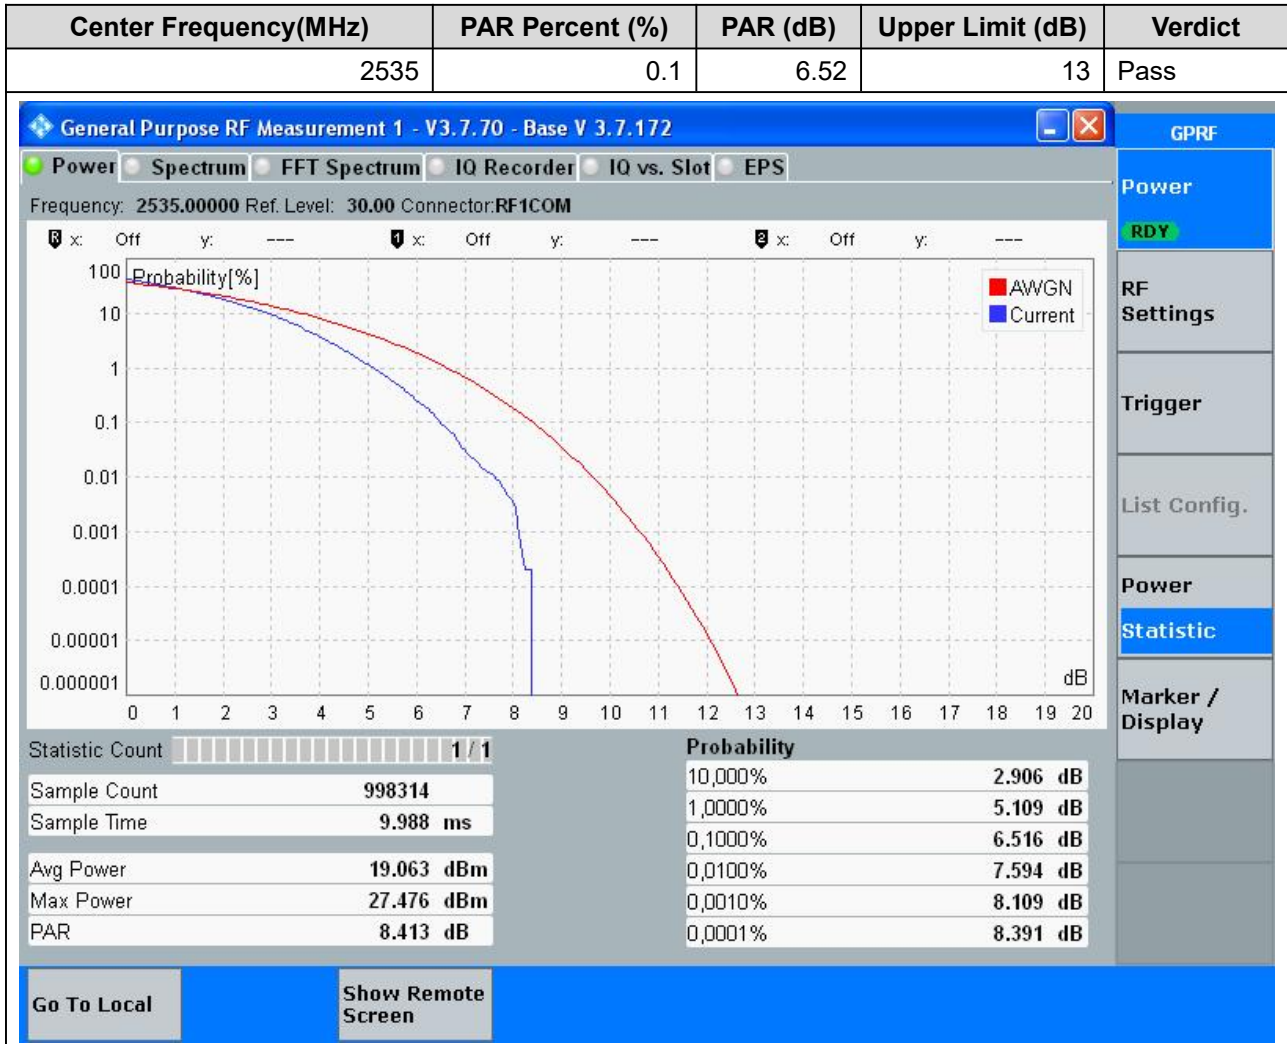 Center Frequency(MHz) PAR Percent (%) PAR (dB) Upper Limit (dB) Verdict
2535 0.1 6.52 13 Pass
General Purpose RF Measurement 1 - V3.7.70 - Base V 3.7.172
GPRF
Power Spectrum FFT Spectrum IQ Recorder IQ vs. Slot EPS
Power
RDY
Frequency: 2535.00000 Ref. Level: 30.00 Connector:RF1COM
R x: Off y: --- 1 x: Off y: --- 2 x: Off y: ---
Probability[%]
AWGN
Current
100
10
1
0.1
0.01
0.001
0.0001
0.00001
0.000001
dB
0 1 2 3 4 5 6 7 8 9 10 11 12 13 14 15 16 17 18 19 20
RF
Settings
Trigger
List Config.
Power
Statistic
Marker /
Display
Statistic Count 1 / 1
Sample Count 998314
Sample Time 9.988 ms
Avg Power 19.063 dBm
Max Power 27.476 dBm
PAR 8.413 dB
Probability
10,000% 2.906 dB
1,0000% 5.109 dB
0,1000% 6.516 dB
0,0100% 7.594 dB
0,0010% 8.109 dB
0,0001% 8.391 dB
Go To Local
Show Remote
Screen